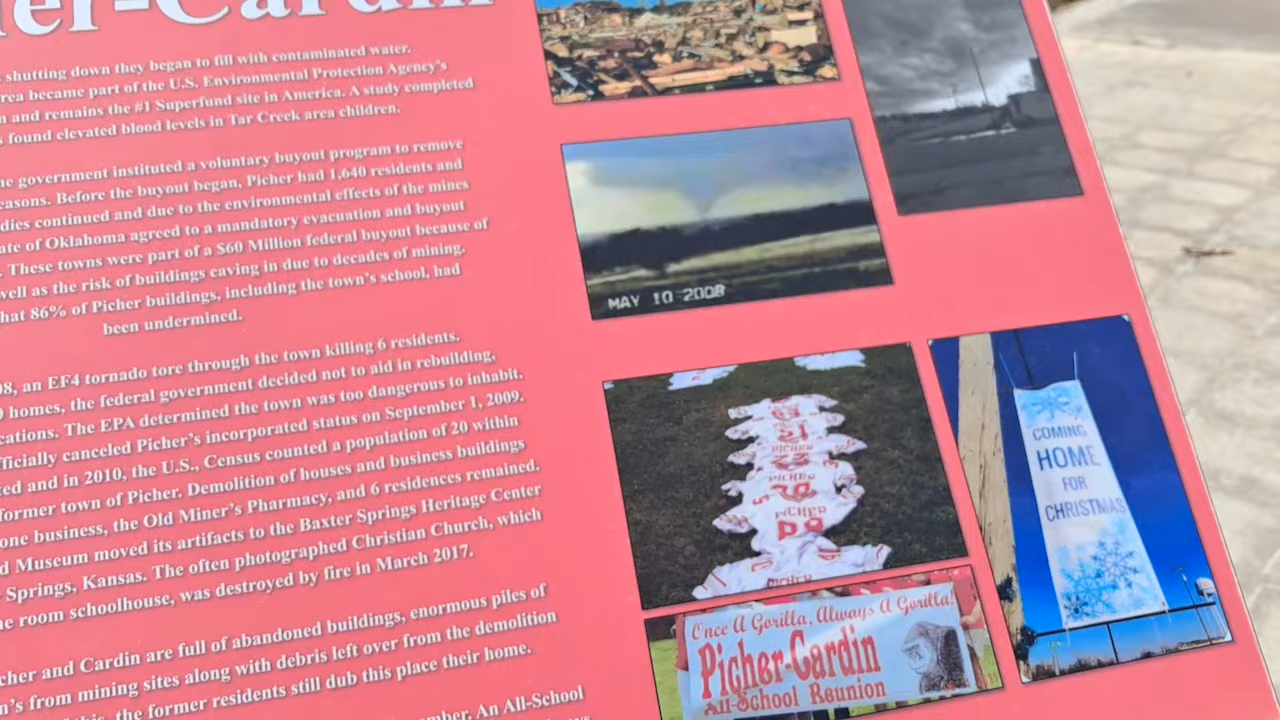 er-Cardin
shutting down they began to fill with contaminated water.
rea became part of the U.S. Environmental Protection Agency's
n and remains the #1 Superfund site in America. A study completed
s found elevated blood levels in Tar Creek area children.
he government instituted a voluntary buyout program to remove
easons. Before the buyout began, Picher had 1,640 residents and
dies continued and due to the environmental effects of the mines
ate of Oklahoma agreed to a mandatory evacuation and buyout
. These towns were part of a $60 Million federal buyout because of
well as the risk of buildings caving in due to decades of mining.
hat 86% of Picher buildings, including the town's school, had
been undermined.
08, an EF4 tornado tore through the town killing 6 residents.
0 homes, the federal government decided not to aid in rebuilding,
cations. The EPA determined the town was too dangerous to inhabit.
fficially canceled Picher's incorporated status on September 1, 2009.
ted and in 2010, the U.S., Census counted a population of 20 within
former town of Picher. Demolition of houses and business buildings
one business, the Old Miner's Pharmacy, and 6 residences remained.
d Museum moved its artifacts to the Baxter Springs Heritage Center
r Springs, Kansas. The often photographed Christian Church, which
ne room schoolhouse, was destroyed by fire in March 2017.
cher and Cardin are full of abandoned buildings, enormous piles of
n's from mining sites along with debris left over from the demolition
this, the former residents still dub this place their home.
mber. An All-School
MAY 10 2008
PICHER
PICHER
PICHER
PICHER
COMING
HOME
FOR
CHRISTMAS
Once A Gorilla, Always A Gorilla!
Picher-Cardin
All-School Reunion